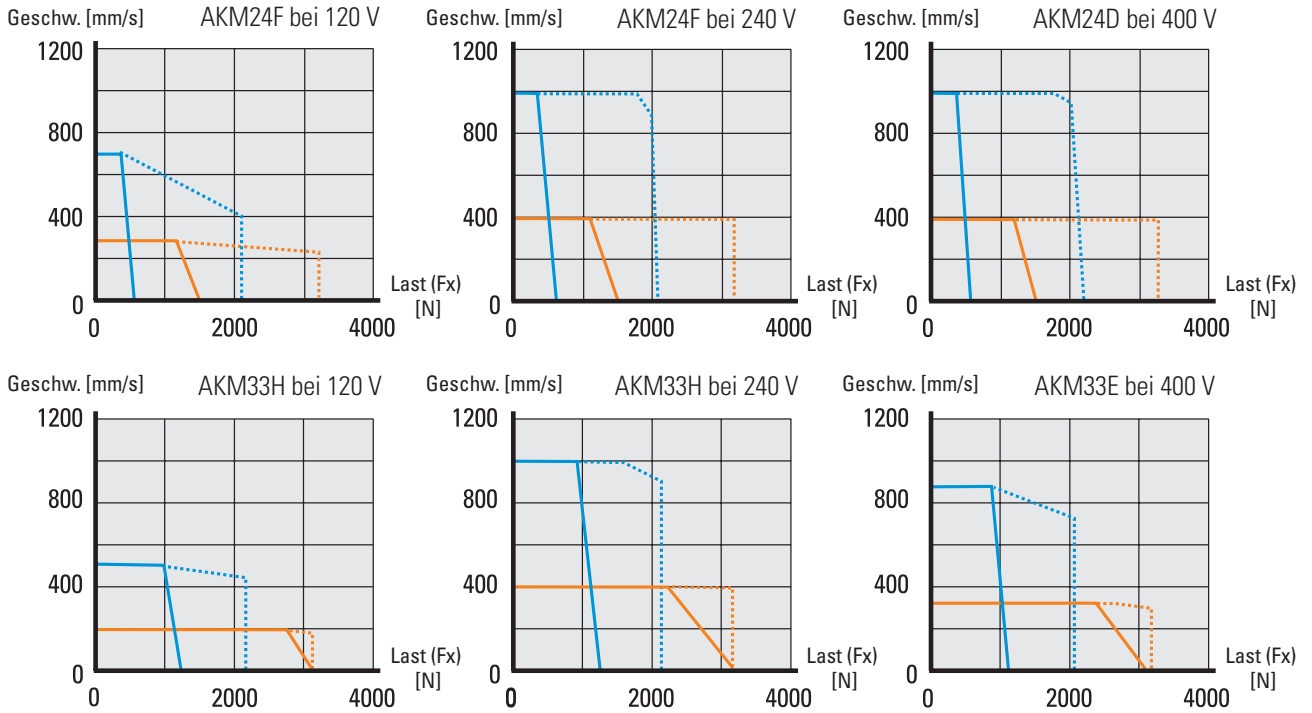 Geschw. [mm/s] AKM24F bei 120 V
1200
800
400
0
0 2000 4000
Last (Fx)
[N]
Geschw. [mm/s] AKM24F bei 240 V
1200
800
400
0
0 2000 4000
Last (Fx)
[N]
Geschw. [mm/s] AKM24D bei 400 V
1200
800
400
0
0 2000 4000
Last (Fx)
[N]
Geschw. [mm/s] AKM33H bei 120 V
1200
800
400
0
0 2000 4000
Last (Fx)
[N]
Geschw. [mm/s] AKM33H bei 240 V
1200
800
400
0
0 2000 4000
Last (Fx)
[N]
Geschw. [mm/s] AKM33E bei 400 V
1200
800
400
0
0 2000 4000
Last (Fx)
[N]